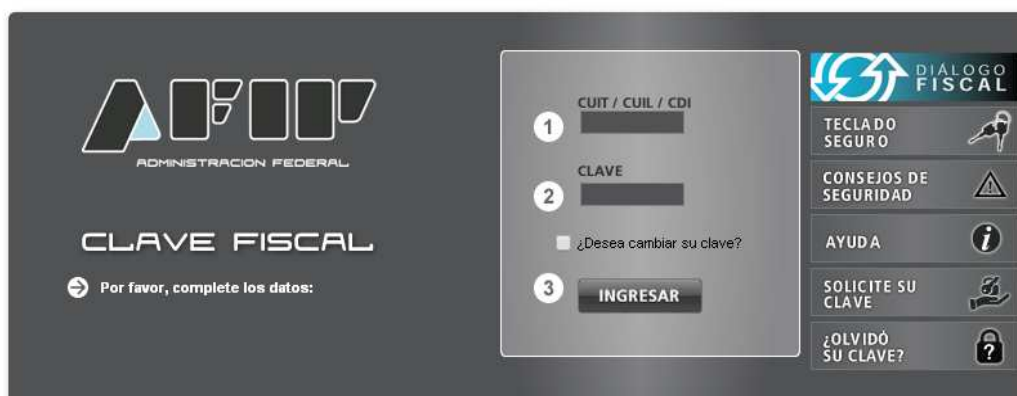 AFIP
ADMINISTRACION FEDERAL
CLAVE FISCAL
Por favor, complete los datos:
1
CUIT / CUIL / CDI
2
CLAVE
¿Desea cambiar su clave?
3
INGRESAR
DIÁLOGO
FISCAL
TECLADO
SEGURO
CONSEJOS DE
SEGURIDAD
AYUDA
SOLICITE SU
CLAVE
¿OLVIDÓ
SU CLAVE?